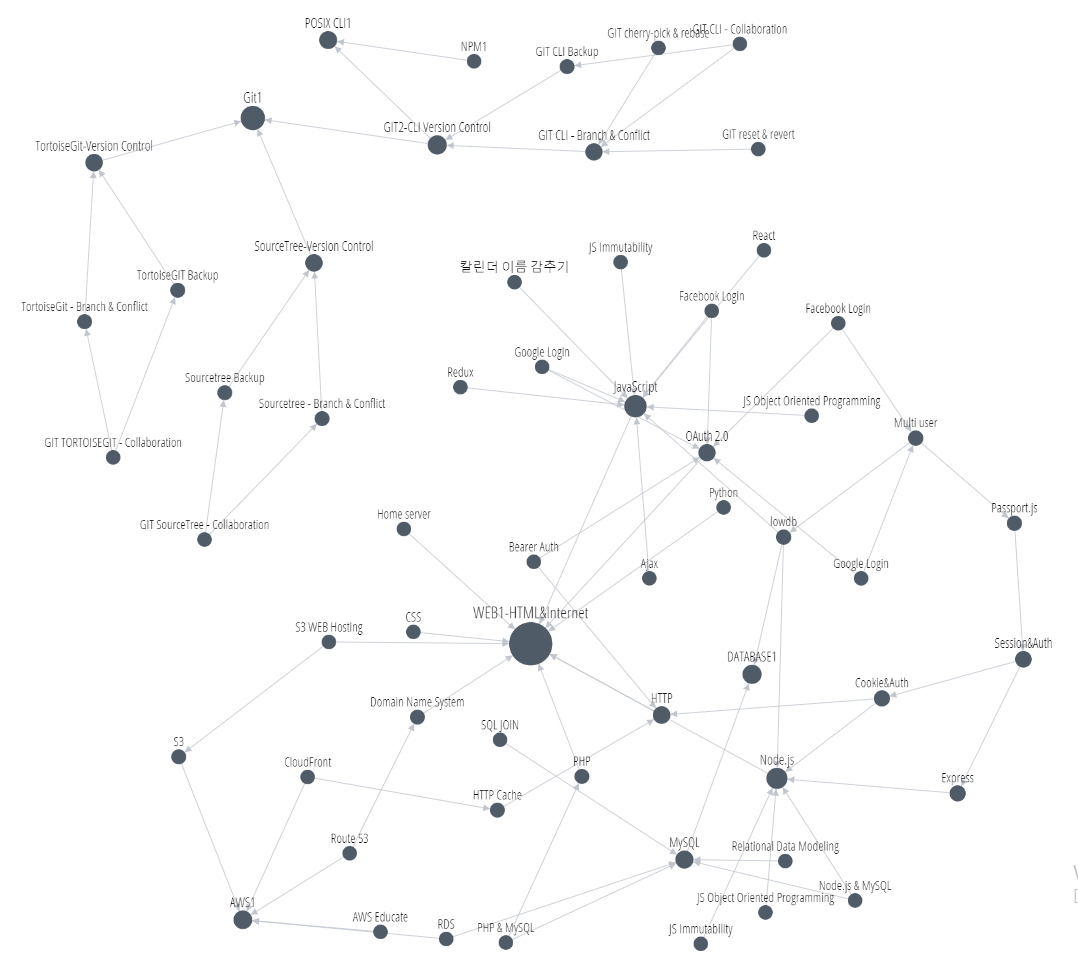 POSIX CLI1
GIT cherry-pick & rebase
GIT CLI - Collaboration
NPM1
GIT CLI Backup
Git1
GIT2-CLI Version Control
GIT CLI - Branch & Conflict
GIT reset & revert
TortoiseGit-Version Control
SourceTree-Version Control
JS Immutability
React
칼린더 이름 감추기
TortoiseGIT Backup
Facebook Login
TortoiseGit - Branch & Conflict
Facebook Login
Google Login
Redux
Sourcetree Backup
JavaScript
Sourcetree - Branch & Conflict
JS Object Oriented Programming
Multi user
GIT TORTOISEGIT - Collaboration
OAuth 2.0
Python
Passport.js
Home server
GIT SourceTree - Collaboration
lowdb
Bearer Auth
Ajax
Google Login
WEB1-HTML&Internet
CSS
S3 WEB Hosting
Session&Auth
DATABASE1
Cookie&Auth
Domain Name System
HTTP
SQL JOIN
S3
CloudFront
PHP
Node.js
Express
HTTP Cache
Route 53
MySQL
Relational Data Modeling
Node.js & MySQL
AWS1
JS Object Oriented Programming
AWS Educate
RDS
PHP & MySQL
JS Immutability